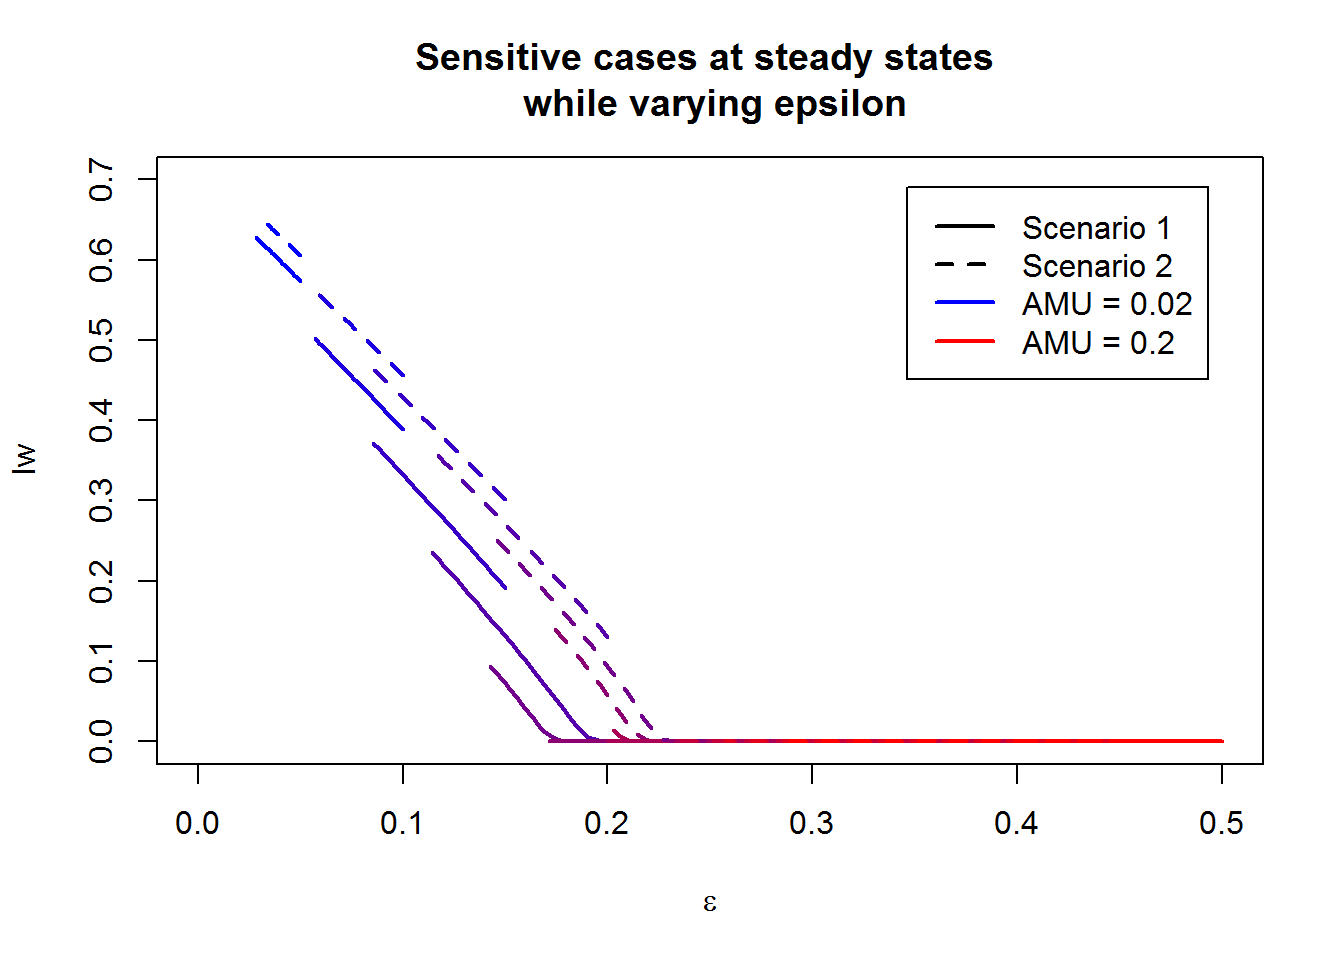 Sensitive cases at steady states
while varying epsilon
0.7
0.6
0.5
0.4
0.3
0.2
0.1
0.0
Iw
Scenario 1
Scenario 2
AMU = 0.02
AMU = 0.2
0.0 0.1 0.2 0.3 0.4 0.5
ε